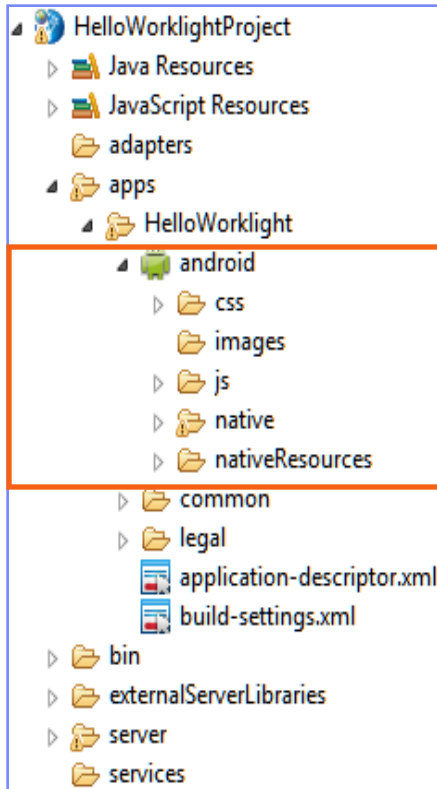 HelloWorklightProject
Java Resources
JavaScript Resources
adapters
apps
HelloWorklight
android
css
images
js
native
nativeResources
common
legal
application-descriptor.xml
build-settings.xml
bin
externalServerLibraries
server
services